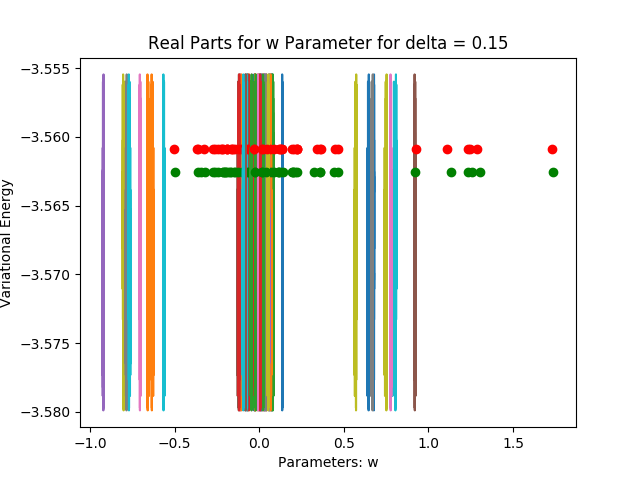 Real Parts for w Parameter for delta = 0.15
−3.555
−3.560
−3.565
−3.570
−3.575
−3.580
Variational Energy
−1.0 −0.5 0.0 0.5 1.0 1.5
Parameters: w